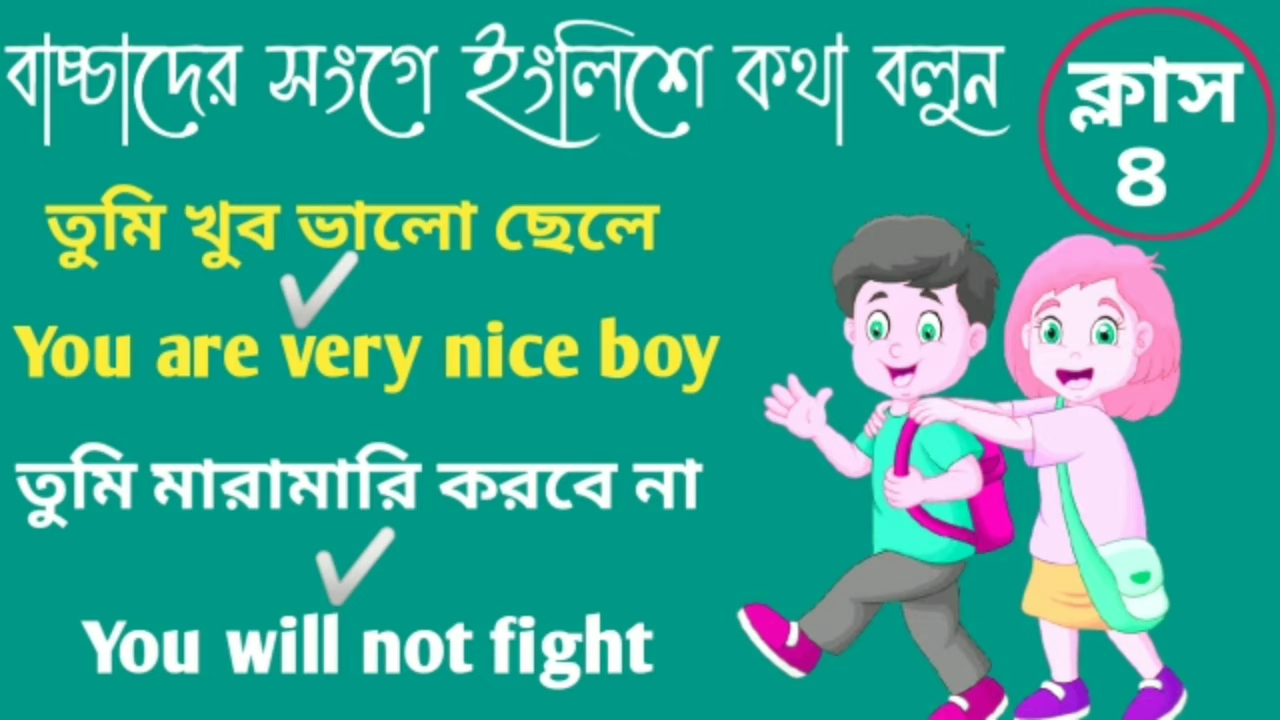 বাচ্চাদের সংগে ইংলিশে কথা বলুন
ক্লাস
৪
তুমি খুব ভালো ছেলে
You are very nice boy
তুমি মারামারি করবে না
You will not fight